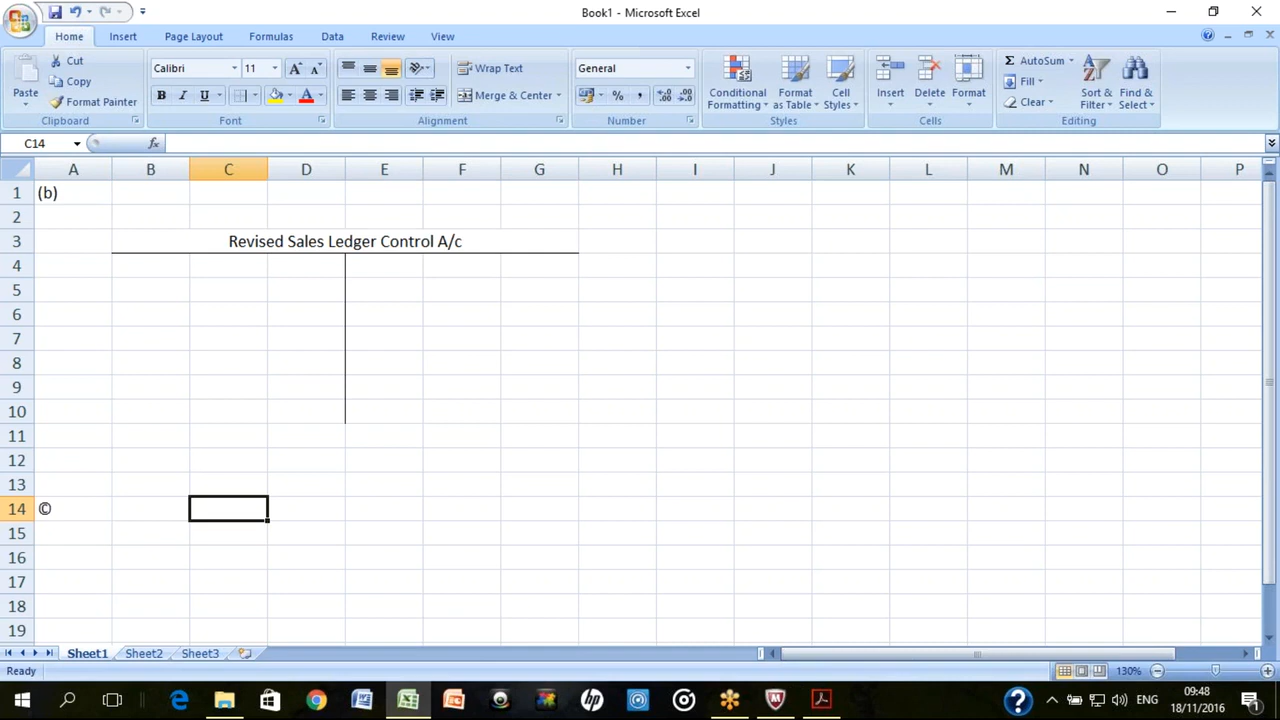 Book1 - Microsoft Excel
Home Insert Page Layout Formulas Data Review View
Paste
Cut
Copy
Format Painter
Clipboard
Calibri 11
B I U
A
Font
Wrap Text
Merge & Center
Alignment
General
% ,
Number
Conditional Formatting
Format as Table
Cell Styles
Styles
Insert Delete Format
Cells
Σ AutoSum
Fill
Clear
Sort & Filter
Find & Select
Editing
C14 fx
A B C D E F G H I J K L M N O P
1 (b)
2
3 Revised Sales Ledger Control A/c
4
5
6
7
8
9
10
11
12
13
14 ©
15
16
17
18
19
Sheet1 Sheet2 Sheet3
Ready 130%
ENG 09:48
18/11/2016